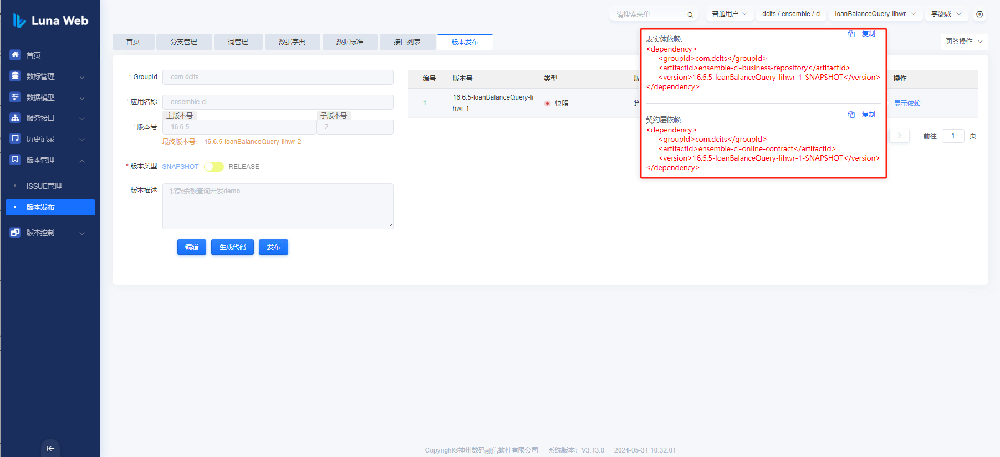 Luna Web
请搜索菜单
普通用户
dcits / ensemble / cl
loanBalanceQuery-lihwr
李灏威
首页
数标管理
数据模型
服务接口
历史记录
版本管理
ISSUE管理
版本发布
版本控制
首页
分支管理
词管理
数据字典
数据标准
接口列表
版本发布
页签操作
* GroupId
com.dcits
* 应用名称
ensemble-cl
主版本号
子版本号
* 版本号
16.6.5
2
最终版本号： 16.6.5-loanBalanceQuery-lihwr-2
* 版本类型
SNAPSHOT
RELEASE
版本描述
贷款余额查询开发demo
编辑
生成代码
发布
编号
版本号
类型
版
操作
1
16.6.5-loanBalanceQuery-li
hwr-1
快照
贷
显示依赖
前往
1
页
复制
表实体依赖:
<dependency>
<groupId>com.dcits</groupId>
<artifactId>ensemble-cl-business-repository</artifactId>
<version>16.6.5-loanBalanceQuery-lihwr-1-SNAPSHOT</version>
</dependency>
复制
契约层依赖:
<dependency>
<groupId>com.dcits</groupId>
<artifactId>ensemble-cl-online-contract</artifactId>
<version>16.6.5-loanBalanceQuery-lihwr-1-SNAPSHOT</version>
</dependency>
Copyright©神州数码融信软件有限公司
系统版本：V3.13.0
2024-05-31 10:32:01